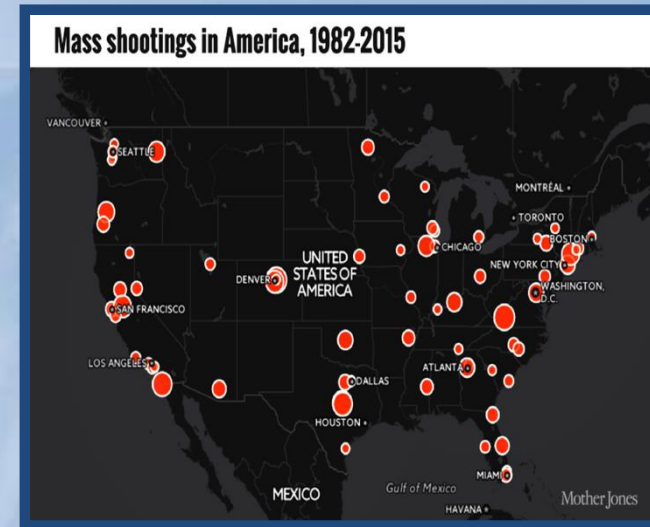 Mass shootings in America, 1982-2015
VANCOUVER
SEATTLE
MONTRÉAL
TORONTO
BOSTON
CHICAGO
NEW YORK CITY
UNITED
STATES OF
AMERICA
DENVER
WASHINGTON,
D.C.
SAN FRANCISCO
LOS ANGELES
ATLANTA
DALLAS
HOUSTON
MIAMI
MEXICO
Gulf of Mexico
HAVANA
Mother Jones